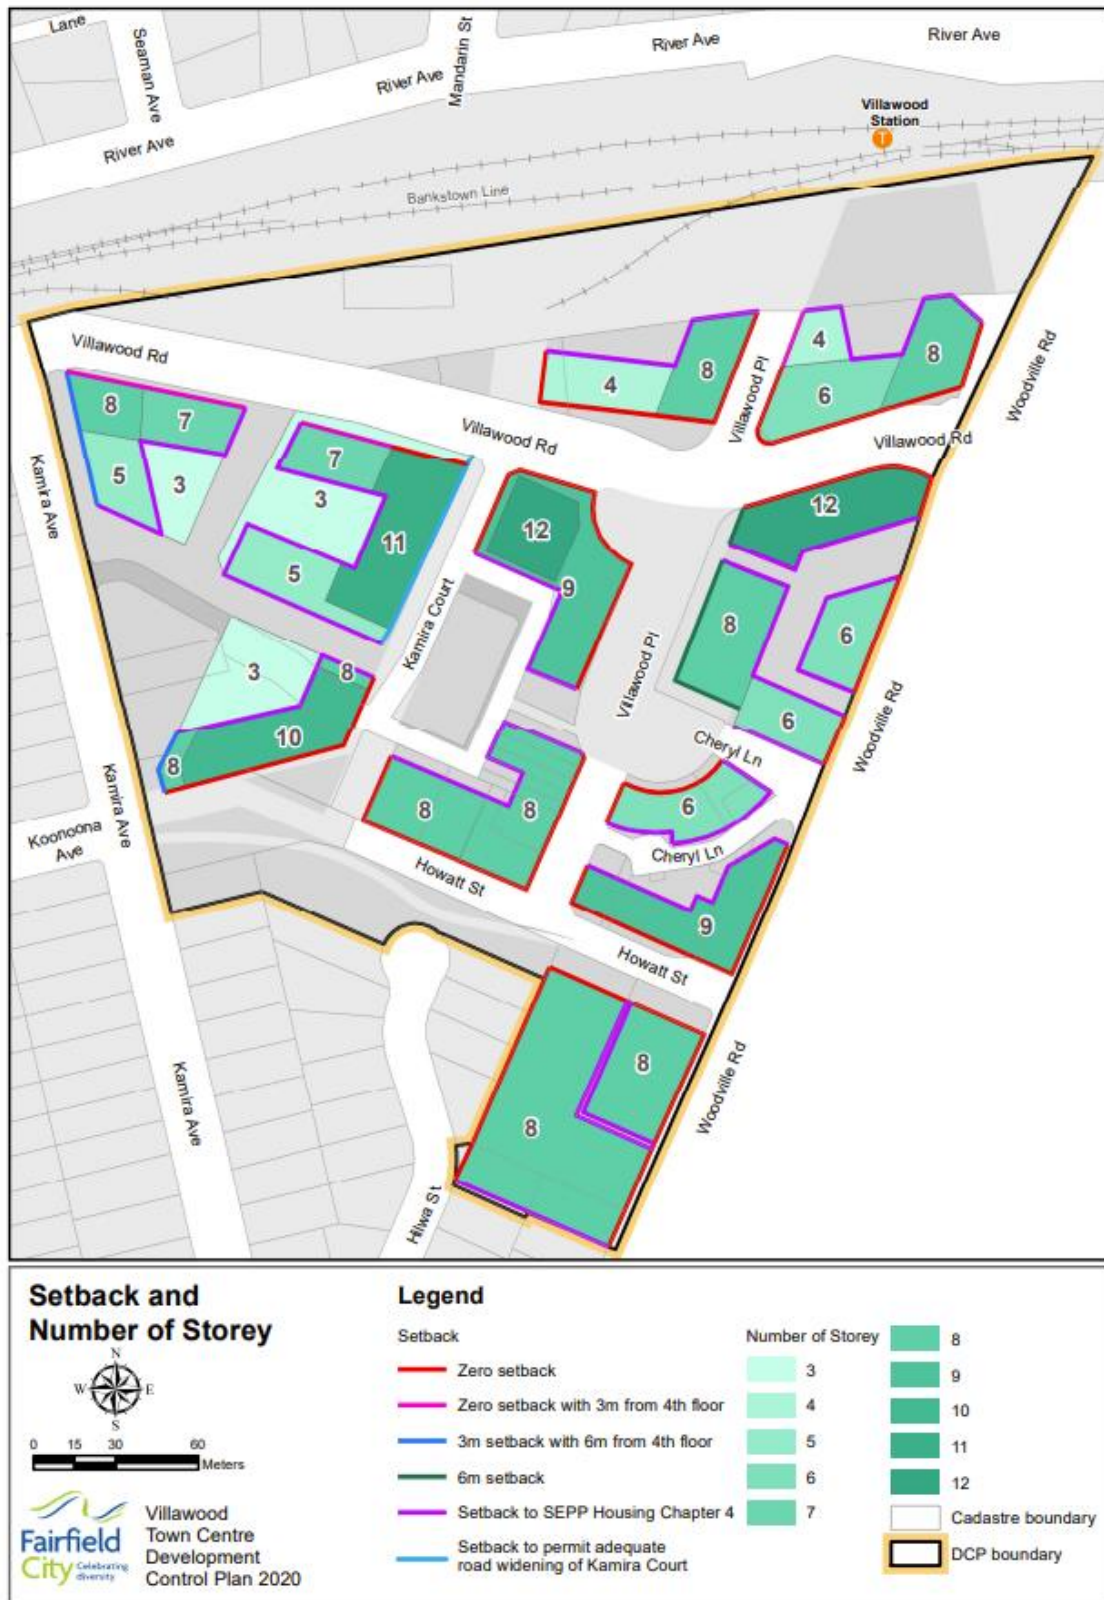 Lane
Seaman Ave
Mandarin St
River Ave
River Ave
River Ave
River Ave
Villawood
Station
T
Bankstown Line
Villawood Rd
8
7
5
3
Kamira Ave
Villawood Rd
4
8
Villawood Pl
4
8
6
Villawood Rd
Woodville Rd
7
3
11
5
12
9
12
8
6
6
Kamira Court
Villawood Pl
Woodville Rd
3
8
10
8
Cheryl Ln
6
Cheryl Ln
8
8
Kamira Ave
Koonoona
Ave
Howatt St
9
Howatt St
8
8
Woodville Rd
Kamira Ave
Hilwa St
Setback and
Number of Storey
N
W E
S
0 15 30 60
Meters
Fairfield
City Celebrating
diversity
Villawood
Town Centre
Development
Control Plan 2020
Legend
Setback
Zero setback
Zero setback with 3m from 4th floor
3m setback with 6m from 4th floor
6m setback
Setback to SEPP Housing Chapter 4
Setback to permit adequate
road widening of Kamira Court
Number of Storey
3
4
5
6
7
8
9
10
11
12
Cadastre boundary
DCP boundary